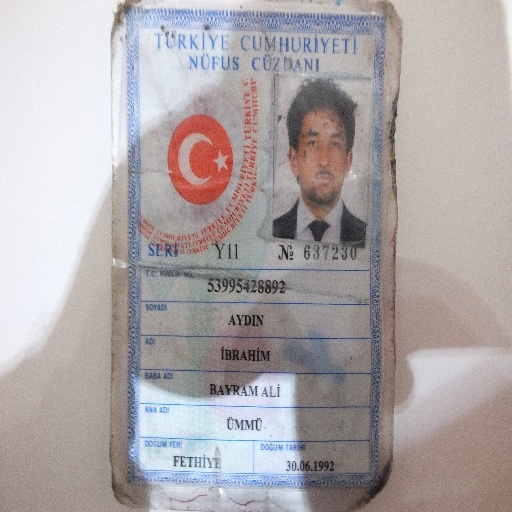 TÜRKİYE CUMHURİYETİ
NÜFUS CÜZDANI
SERİ Y11 № 637230
T.C. KİMLİK NO. 53995428892
SOYADI
AYDIN
ADI
İBRAHİM
BABA ADI
BAYRAM ALİ
ANA ADI
ÜMMÜ
DOĞUM YERİ DOĞUM TARİHİ
FETHİYE 30.06.1992